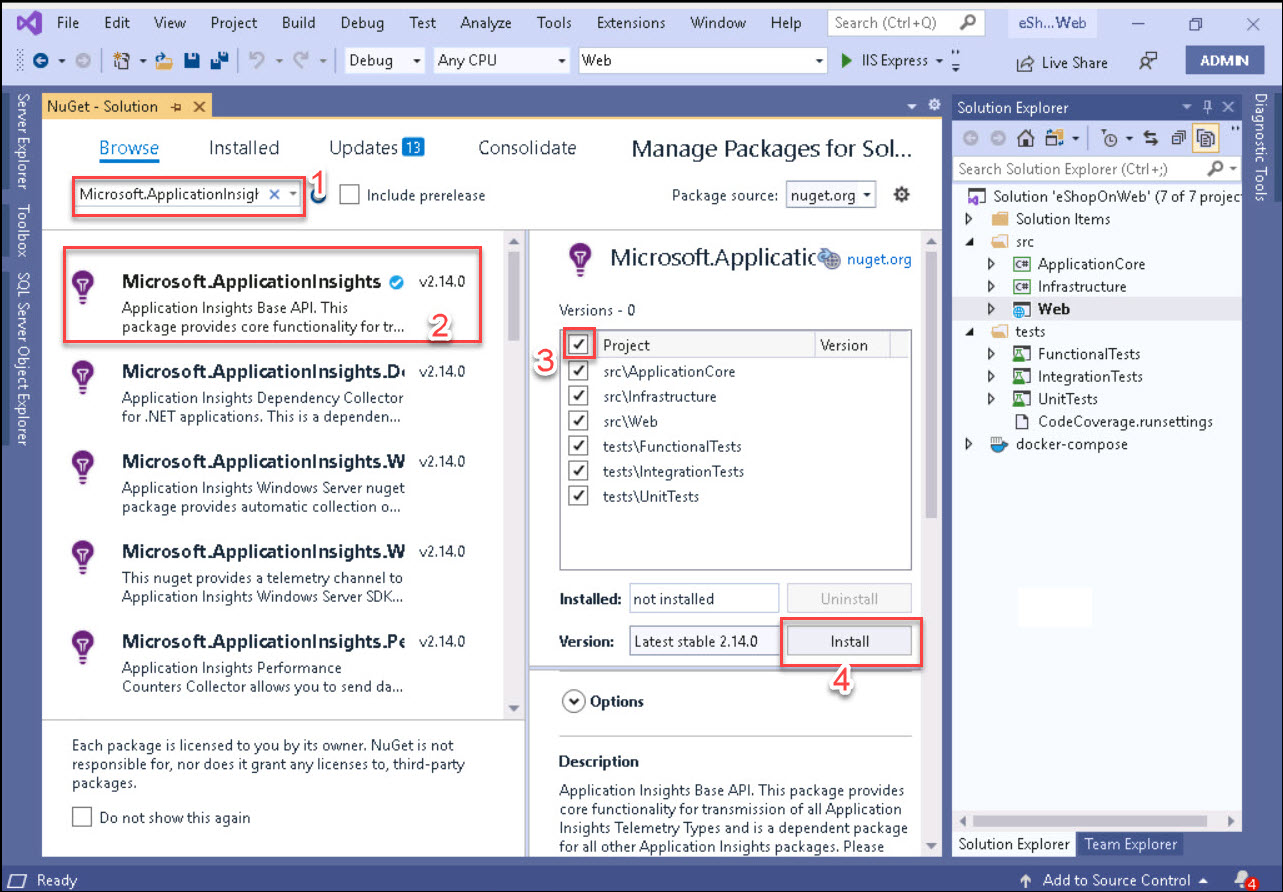 File Edit View Project Build Debug Test Analyze Tools Extensions Window Help Search (Ctrl+Q) eSh...Web
Debug Any CPU Web IIS Express Live Share ADMIN
Server Explorer
Toolbox
SQL Server Object Explorer
NuGet - Solution
Browse Installed Updates 13 Consolidate Manage Packages for Sol...
Microsoft.ApplicationInsigh 1 Include prerelease Package source: nuget.org
Microsoft.ApplicationInsights v2.14.0
Application Insights Base API. This
package provides core functionality for tr...
2
Microsoft.ApplicationInsights.De v2.14.0
Application Insights Dependency Collector
for .NET applications. This is a dependen...
Microsoft.ApplicationInsights.W v2.14.0
Application Insights Windows Server nuget
package provides automatic collection o...
Microsoft.ApplicationInsights.W v2.14.0
This nuget provides a telemetry channel to
Application Insights Windows Server SDK...
Microsoft.ApplicationInsights.Pe v2.14.0
Application Insights Performance
Counters Collector allows you to send da...
Each package is licensed to you by its owner. NuGet is not
responsible for, nor does it grant any licenses to, third-party
packages.
Do not show this again
Microsoft.Applicatic nuget.org
Versions - 0
3
Project Version
src\ApplicationCore
src\Infrastructure
src\Web
tests\FunctionalTests
tests\IntegrationTests
tests\UnitTests
Installed: not installed Uninstall
Version: Latest stable 2.14.0 Install
4
Options
Description
Application Insights Base API. This package provides
core functionality for transmission of all Application
Insights Telemetry Types and is a dependent package
for all other Application Insights packages. Please
Solution Explorer
Search Solution Explorer (Ctrl+;)
Solution 'eShopOnWeb' (7 of 7 project
Solution Items
src
C# ApplicationCore
C# Infrastructure
Web
tests
FunctionalTests
IntegrationTests
UnitTests
CodeCoverage.runsettings
docker-compose
Solution Explorer Team Explorer
Diagnostic Tools
Ready Add to Source Control 4